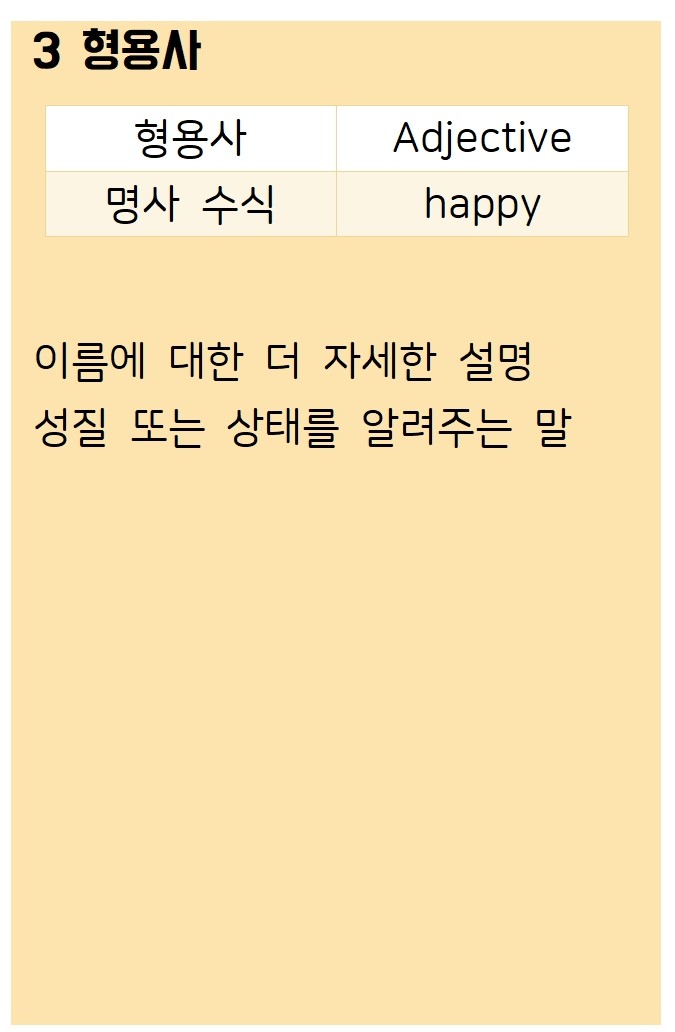 3 형용사
형용사 Adjective
명사 수식 happy
이름에 대한 더 자세한 설명
성질 또는 상태를 알려주는 말